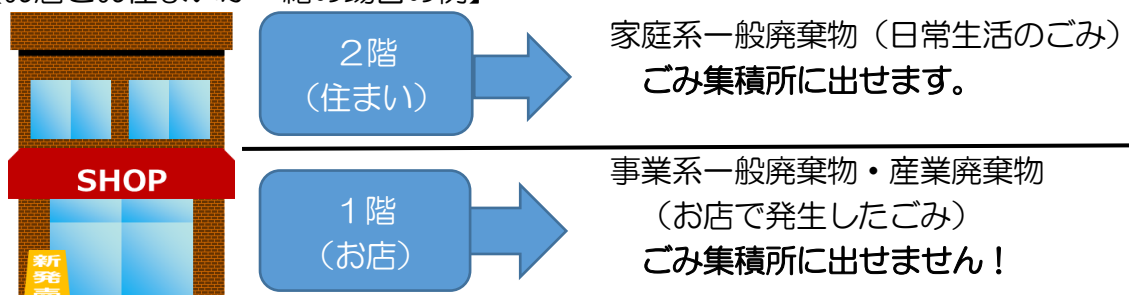 ２階
（住まい）
家庭系一般廃棄物（日常生活のごみ）
ごみ集積所に出せます。
SHOP
１階
（お店）
事業系一般廃棄物・産業廃棄物
（お店で発生したごみ）
ごみ集積所に出せません！
新発